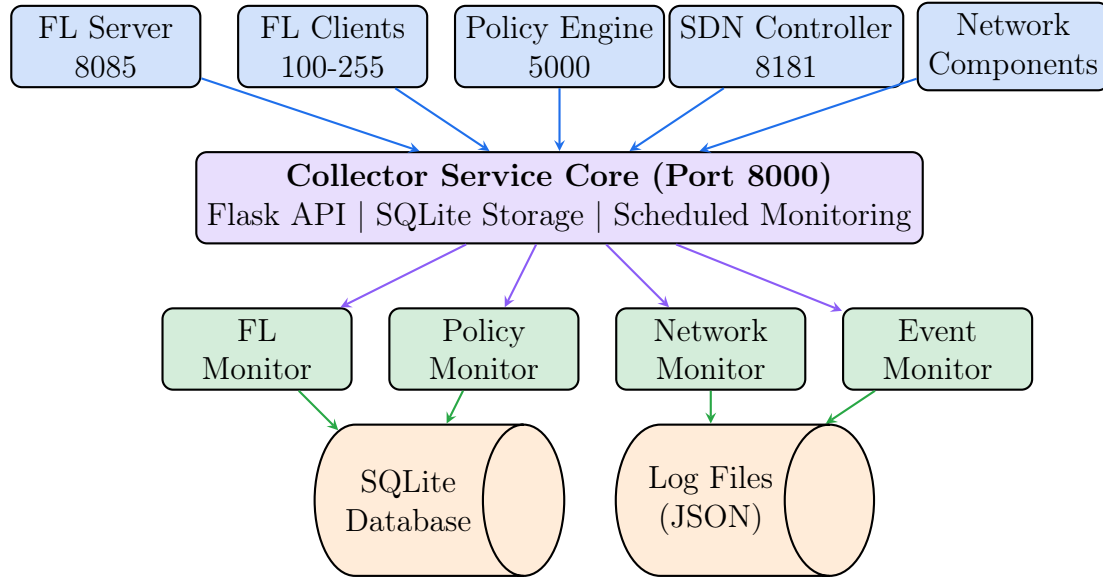 FL Server
8085
FL Clients
100-255
Policy Engine
5000
SDN Controller
8181
Network
Components
Collector Service Core (Port 8000)
Flask API | SQLite Storage | Scheduled Monitoring
FL
Monitor
Policy
Monitor
Network
Monitor
Event
Monitor
SQLite
Database
Log Files
(JSON)